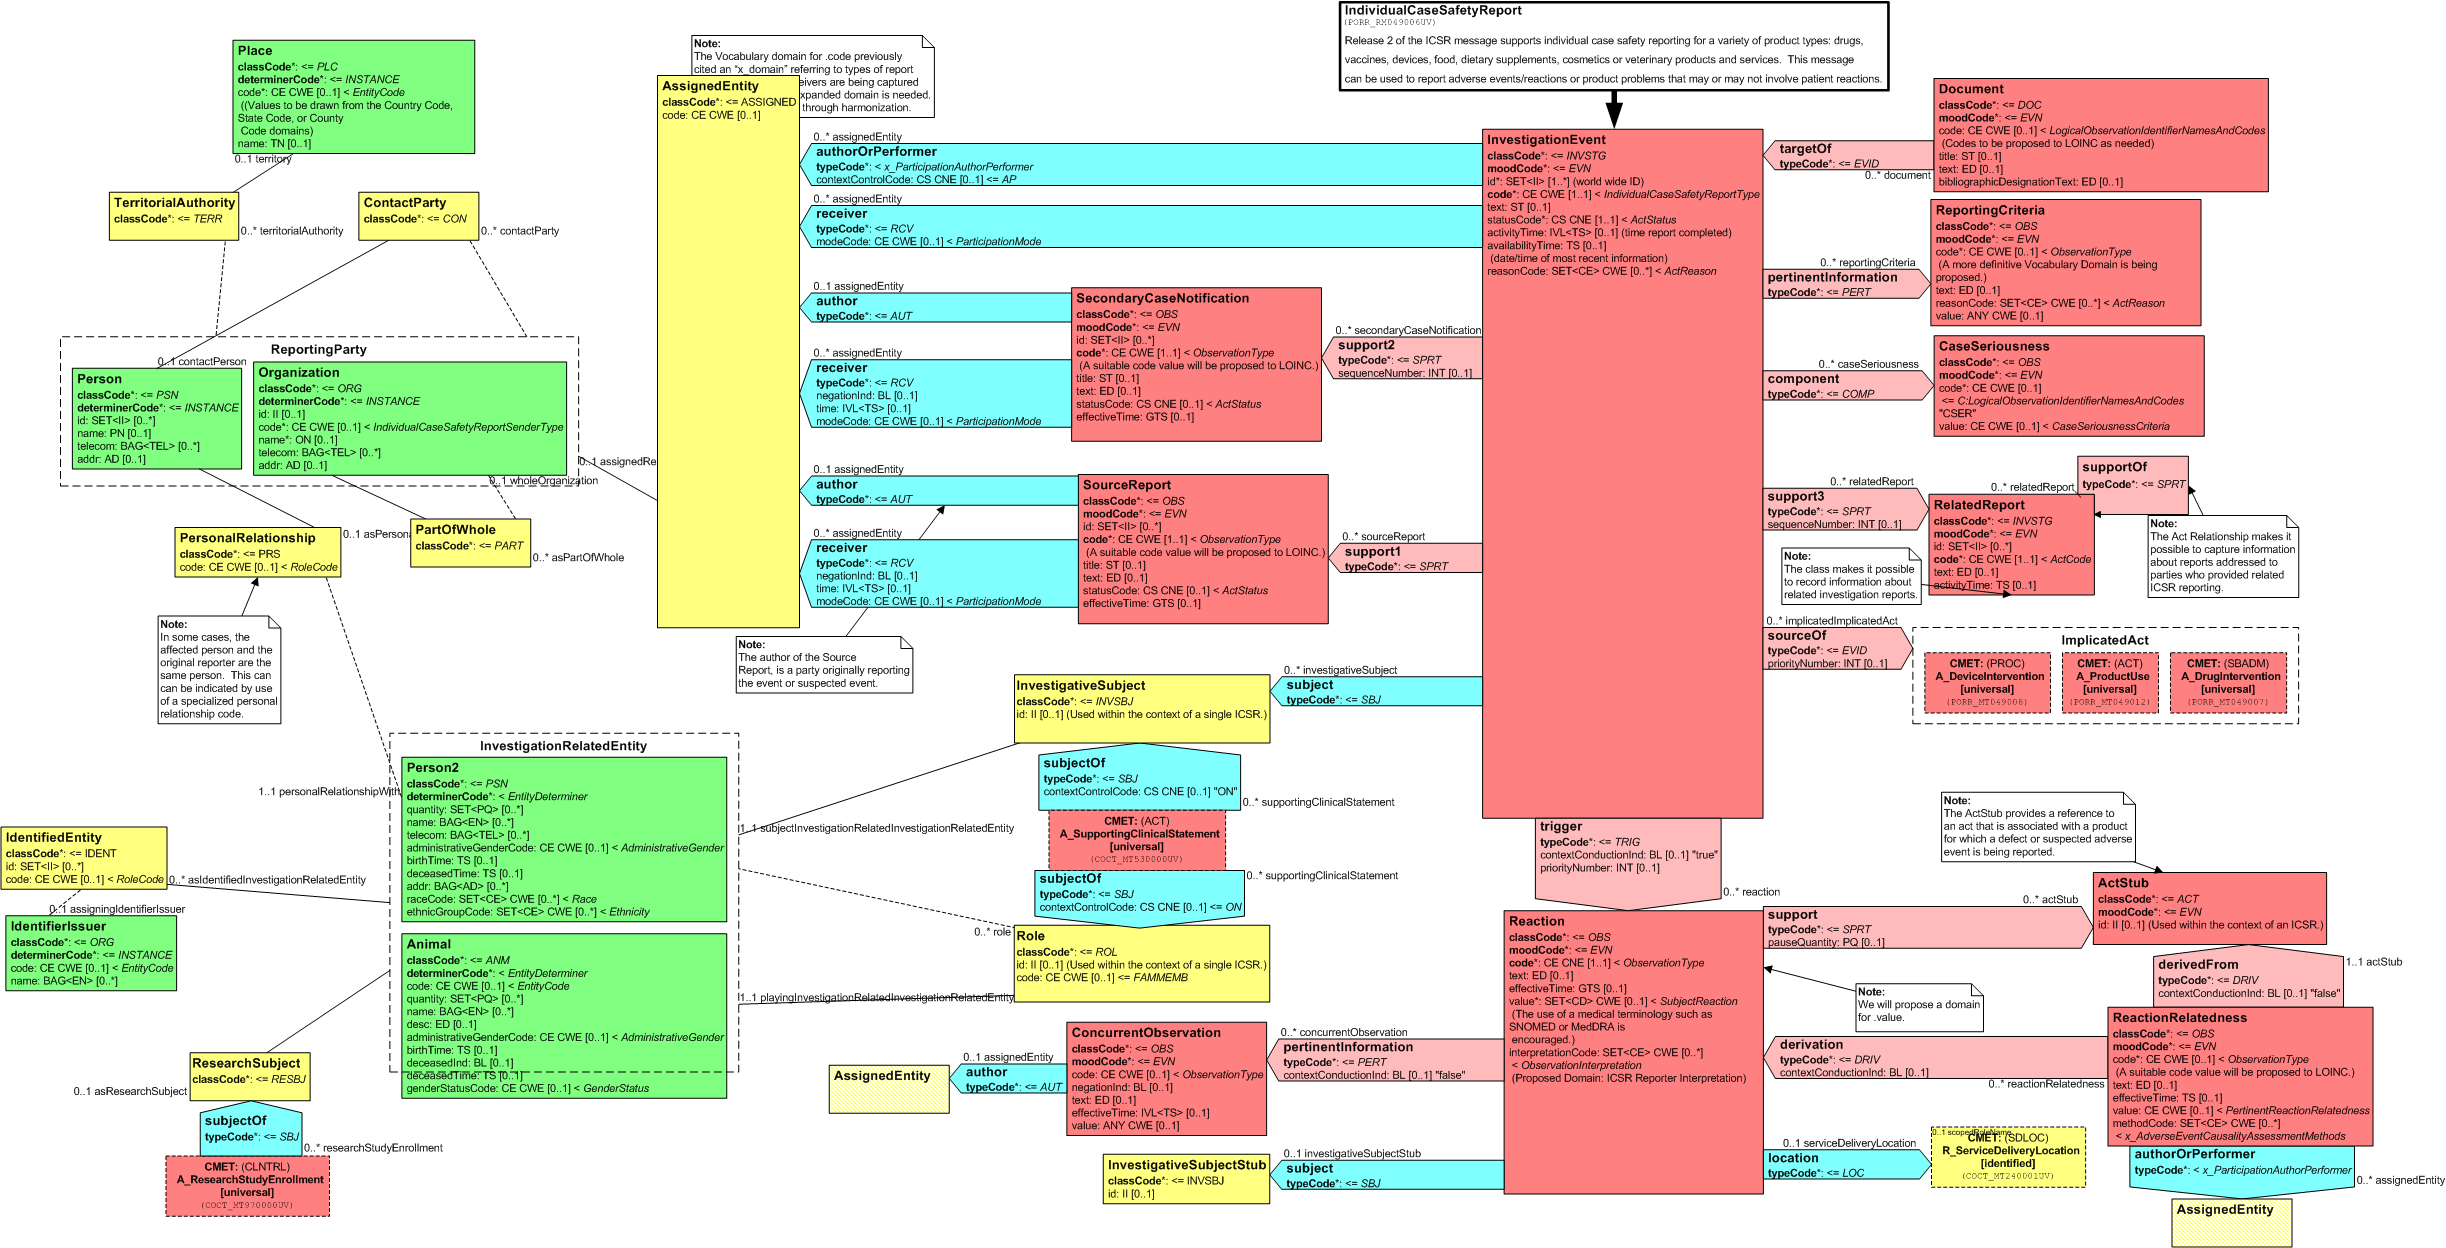 IndividualCaseSafetyReport
(PORR_RM049006UV)
Release 2 of the ICSR message supports individual case safety reporting for a variety of product types: drugs,
vaccines, devices, food, dietary supplements, cosmetics or veterinary products and services. This message
can be used to report adverse events/reactions or product problems that may or may not involve patient reactions.
Place
classCode*: <= PLC
determinerCode*: <= INSTANCE
code*: CE CWE [0..1] < EntityCode
((Values to be drawn from the Country Code,
State Code, or County
Code domains)
name: TN [0..1]
0..1 territory
TerritorialAuthority
classCode*: <= TERR
0..* territorialAuthority
ContactParty
classCode*: <= CON
0..* contactParty
Note:
The Vocabulary domain for .code previously
cited an "x_domain" referring to types of report
eivers are being captured
xpanded domain is needed.
through harmonization.
AssignedEntity
classCode*: <= ASSIGNED
code: CE CWE [0..1]
ReportingParty
0..1 contactPerson
Person
classCode*: <= PSN
determinerCode*: <= INSTANCE
id: SET<II> [0..*]
name: PN [0..1]
telecom: BAG<TEL> [0..*]
addr: AD [0..1]
Organization
classCode*: <= ORG
determinerCode*: <= INSTANCE
id: II [0..1]
code*: CE CWE [0..1] < IndividualCaseSafetyReportSenderType
name*: ON [0..1]
telecom: BAG<TEL> [0..*]
addr: AD [0..1]
0..1 assignedRe
0..1 wholeOrganization
PartOfWhole
classCode*: <= PART
0..* asPartOfWhole
PersonalRelationship
classCode*: <= PRS
code: CE CWE [0..1] < RoleCode
0..1 asPersona
Note:
In some cases, the
affected person and the
original reporter are the
same person. This can
can be indicated by use
of a specialized personal
relationship code.
0..* assignedEntity
authorOrPerformer
typeCode*: < x_ParticipationAuthorPerformer
contextControlCode: CS CNE [0..1] <= AP
0..* assignedEntity
receiver
typeCode*: <= RCV
modeCode: CE CWE [0..1] < ParticipationMode
0..1 assignedEntity
author
typeCode*: <= AUT
0..* assignedEntity
receiver
typeCode*: <= RCV
negationInd: BL [0..1]
time: IVL<TS> [0..1]
modeCode: CE CWE [0..1] < ParticipationMode
SecondaryCaseNotification
classCode*: <= OBS
moodCode*: <= EVN
id: SET<II> [0..*]
code*: CE CWE [1..1] < ObservationType
(A suitable code value will be proposed to LOINC.)
title: ST [0..1]
text: ED [0..1]
statusCode: CS CNE [0..1] < ActStatus
effectiveTime: GTS [0..1]
0..* secondaryCaseNotification
support2
typeCode*: <= SPRT
sequenceNumber: INT [0..1]
0..1 assignedEntity
author
typeCode*: <= AUT
0..* assignedEntity
receiver
typeCode*: <= RCV
negationInd: BL [0..1]
time: IVL<TS> [0..1]
modeCode: CE CWE [0..1] < ParticipationMode
SourceReport
classCode*: <= OBS
moodCode*: <= EVN
id: SET<II> [0..*]
code*: CE CWE [1..1] < ObservationType
(A suitable code value will be proposed to LOINC.)
title: ST [0..1]
text: ED [0..1]
statusCode: CS CNE [0..1] < ActStatus
effectiveTime: GTS [0..1]
0..* sourceReport
support1
typeCode*: <= SPRT
Note:
The author of the Source
Report, is a party originally reporting
the event or suspected event.
InvestigationEvent
classCode*: <= INVSTG
moodCode*: <= EVN
id*: SET<II> [1..*] (world wide ID)
code*: CE CWE [1..1] < IndividualCaseSafetyReportType
text: ST [0..1]
statusCode*: CS CNE [1..1] < ActStatus
activityTime: IVL<TS> [0..1] (time report completed)
availabilityTime: TS [0..1]
(date/time of most recent information)
reasonCode: SET<CE> CWE [0..*] < ActReason
targetOf
typeCode*: <= EVID
0..* document
Document
classCode*: <= DOC
moodCode*: <= EVN
code: CE CWE [0..1] < LogicalObservationIdentifierNamesAndCodes
(Codes to be proposed to LOINC as needed)
title: ST [0..1]
text: ED [0..1]
bibliographicDesignationText: ED [0..1]
0..* reportingCriteria
pertinentInformation
typeCode*: <= PERT
ReportingCriteria
classCode*: <= OBS
moodCode*: <= EVN
code*: CE CWE [0..1] < ObservationType
(A more definitive Vocabulary Domain is being
proposed.)
text: ED [0..1]
reasonCode: SET<CE> CWE [0..*] < ActReason
value: ANY CWE [0..1]
0..* caseSeriousness
component
typeCode*: <= COMP
CaseSeriousness
classCode*: <= OBS
moodCode*: <= EVN
code*: CE CWE [0..1]
<= C:LogicalObservationIdentifierNamesAndCodes
"CSER"
value: CE CWE [0..1] < CaseSeriousnessCriteria
0..* relatedReport
support3
typeCode*: <= SPRT
sequenceNumber: INT [0..1]
supportOf
typeCode*: <= SPRT
0..* relatedReport
RelatedReport
classCode*: <= INVSTG
moodCode*: <= EVN
id: SET<II> [0..*]
code*: CE CWE [1..1] < ActCode
text: ED [0..1]
activityTime: TS [0..1]
Note:
The class makes it possible
to record information about
related investigation reports.
Note:
The Act Relationship makes it
possible to capture information
about reports addressed to
parties who provided related
ICSR reporting.
0..* implicatedImplicatedAct
sourceOf
typeCode*: <= EVID
priorityNumber: INT [0..1]
ImplicatedAct
CMET: (PROC)
A_DeviceIntervention
[universal]
(PORR_MT049008)
CMET: (ACT)
A_ProductUse
[universal]
(PORR_MT049012)
CMET: (SBADM)
A_DrugIntervention
[universal]
(PORR_MT049007)
0..* investigativeSubject
subject
typeCode*: <= SBJ
InvestigativeSubject
classCode*: <= INVSBJ
id: II [0..1] (Used within the context of a single ICSR.)
subjectOf
typeCode*: <= SBJ
contextControlCode: CS CNE [0..1] "ON"
0..* supportingClinicalStatement
CMET: (ACT)
A_SupportingClinicalStatement
[universal]
(COCT_MT530000UV)
subjectOf
typeCode*: <= SBJ
contextControlCode: CS CNE [0..1] <= ON
0..* supportingClinicalStatement
0..* role
Role
classCode*: <= ROL
id: II [0..1] (Used within the context of a single ICSR.)
code: CE CWE [0..1] <= FAMMEMB
1..1 subjectInvestigationRelatedInvestigationRelatedEntity
1..1 playingInvestigationRelatedInvestigationRelatedEntity
InvestigationRelatedEntity
1..1 personalRelationshipWith
Person2
classCode*: <= PSN
determinerCode*: < EntityDeterminer
quantity: SET<PQ> [0..*]
name: BAG<EN> [0..*]
telecom: BAG<TEL> [0..*]
administrativeGenderCode: CE CWE [0..1] < AdministrativeGender
birthTime: TS [0..1]
deceasedTime: TS [0..1]
addr: BAG<AD> [0..*]
raceCode: SET<CE> CWE [0..*] < Race
ethnicGroupCode: SET<CE> CWE [0..*] < Ethnicity
Animal
classCode*: <= ANM
determinerCode*: < EntityDeterminer
code: CE CWE [0..1] < EntityCode
quantity: SET<PQ> [0..*]
name: BAG<EN> [0..*]
desc: ED [0..1]
administrativeGenderCode: CE CWE [0..1] < AdministrativeGender
birthTime: TS [0..1]
deceasedInd: BL [0..1]
deceasedTime: TS [0..1]
genderStatusCode: CE CWE [0..1] < GenderStatus
IdentifiedEntity
classCode*: <= IDENT
id: SET<II> [0..*]
code: CE CWE [0..1] < RoleCode
0..* asIdentifiedInvestigationRelatedEntity
0..1 assigningIdentifierIssuer
IdentifierIssuer
classCode*: <= ORG
determinerCode*: <= INSTANCE
code: CE CWE [0..1] < EntityCode
name: BAG<EN> [0..*]
ResearchSubject
classCode*: <= RESBJ
0..1 asResearchSubject
subjectOf
typeCode*: <= SBJ
0..* researchStudyEnrollment
CMET: (CLNTRL)
A_ResearchStudyEnrollment
[universal]
(COCT_MT970000UV)
trigger
typeCode*: <= TRIG
contextConductionInd: BL [0..1] "true"
priorityNumber: INT [0..1]
0..* reaction
Reaction
classCode*: <= OBS
moodCode*: <= EVN
code*: CE CNE [1..1] < ObservationType
text: ED [0..1]
effectiveTime: GTS [0..1]
value*: SET<CD> CWE [0..1] < SubjectReaction
(The use of a medical terminology such as
SNOMED or MedDRA is
encouraged.)
interpretationCode: SET<CE> CWE [0..*]
< ObservationInterpretation
(Proposed Domain: ICSR Reporter Interpretation)
0..* concurrentObservation
pertinentInformation
typeCode*: <= PERT
contextConductionInd: BL [0..1] "false"
ConcurrentObservation
classCode*: <= OBS
moodCode*: <= EVN
code: CE CWE [0..1] < ObservationType
negationInd: BL [0..1]
text: ED [0..1]
effectiveTime: IVL<TS> [0..1]
value: ANY CWE [0..1]
0..1 assignedEntity
author
typeCode*: <= AUT
AssignedEntity
0..1 investigativeSubjectStub
subject
typeCode*: <= SBJ
InvestigativeSubjectStub
classCode*: <= INVSBJ
id: II [0..1]
Note:
The ActStub provides a reference to
an act that is associated with a product
for which a defect or suspected adverse
event is being reported.
0..* actStub
support
typeCode*: <= SPRT
pauseQuantity: PQ [0..1]
ActStub
classCode*: <= ACT
moodCode*: <= EVN
id: II [0..1] (Used within the context of an ICSR.)
derivedFrom
typeCode*: <= DRIV
contextConductionInd: BL [0..1] "false"
1..1 actStub
Note:
We will propose a domain
for .value.
derivation
typeCode*: <= DRIV
contextConductionInd: BL [0..1]
0..* reactionRelatedness
ReactionRelatedness
classCode*: <= OBS
moodCode*: <= EVN
code*: CE CWE [0..1] < ObservationType
(A suitable code value will be proposed to LOINC.)
text: ED [0..1]
effectiveTime: TS [0..1]
value: CE CWE [0..1] < PertinentReactionRelatedness
methodCode: SET<CE> CWE [0..*]
< x_AdverseEventCausalityAssessmentMethods
0..1 serviceDeliveryLocation
location
typeCode*: <= LOC
0..1 scopedRoleName
CMET: (SDLOC)
R_ServiceDeliveryLocation
[identified]
(COCT_MT240001UV)
authorOrPerformer
typeCode*: < x_ParticipationAuthorPerformer
0..* assignedEntity
AssignedEntity